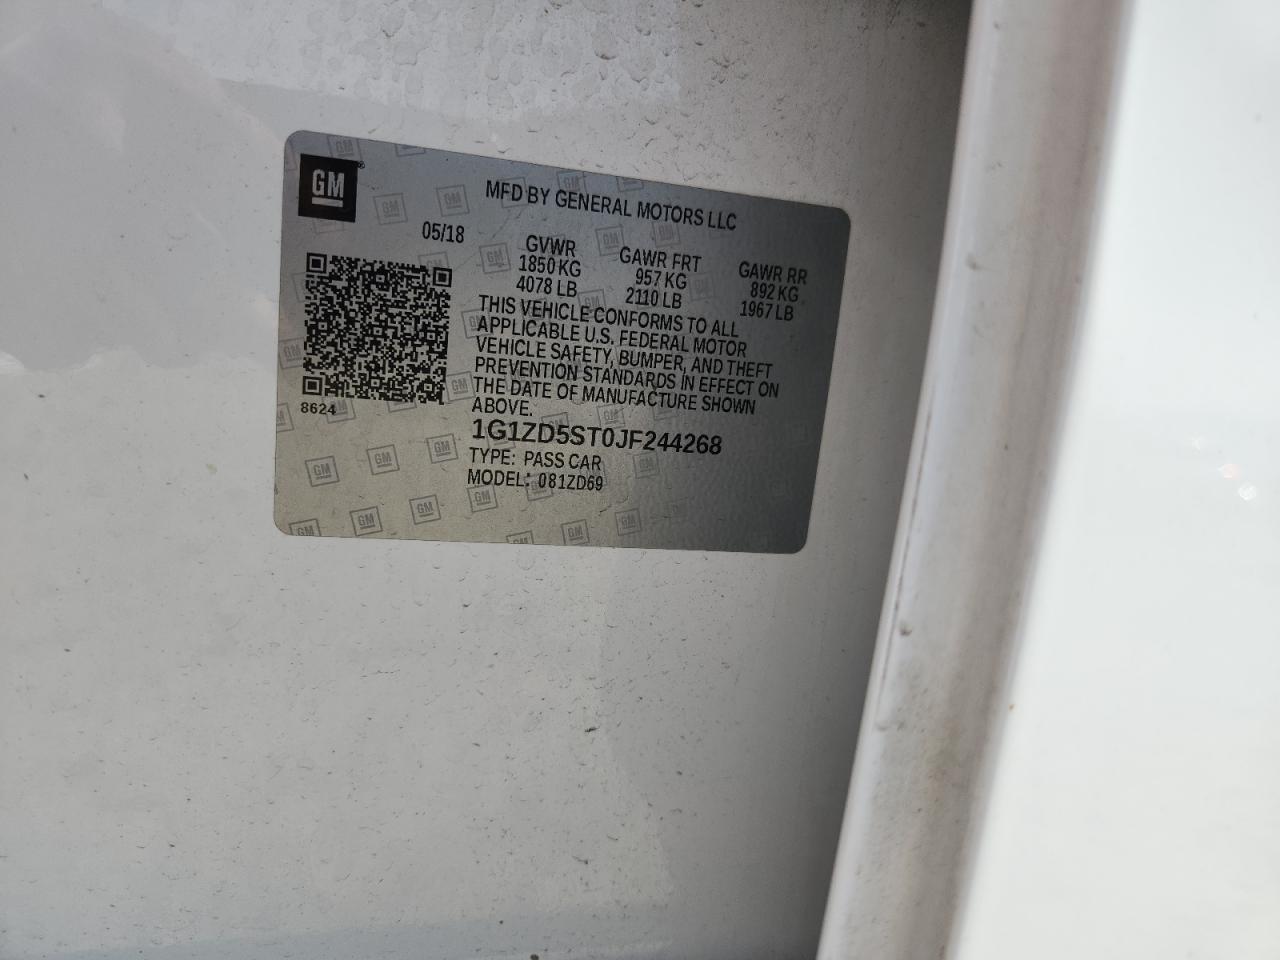 GM
MFD BY GENERAL MOTORS LLC
05/18
GVWR GAWR FRT GAWR RR
1850 KG 957 KG 892 KG
4078 LB 2110 LB 1967 LB
THIS VEHICLE CONFORMS TO ALL
APPLICABLE U.S. FEDERAL MOTOR
VEHICLE SAFETY, BUMPER, AND THEFT
PREVENTION STANDARDS IN EFFECT ON
THE DATE OF MANUFACTURE SHOWN
ABOVE.
8624
1G1ZD5ST0JF244268
TYPE: PASS CAR
MODEL: 081ZD69